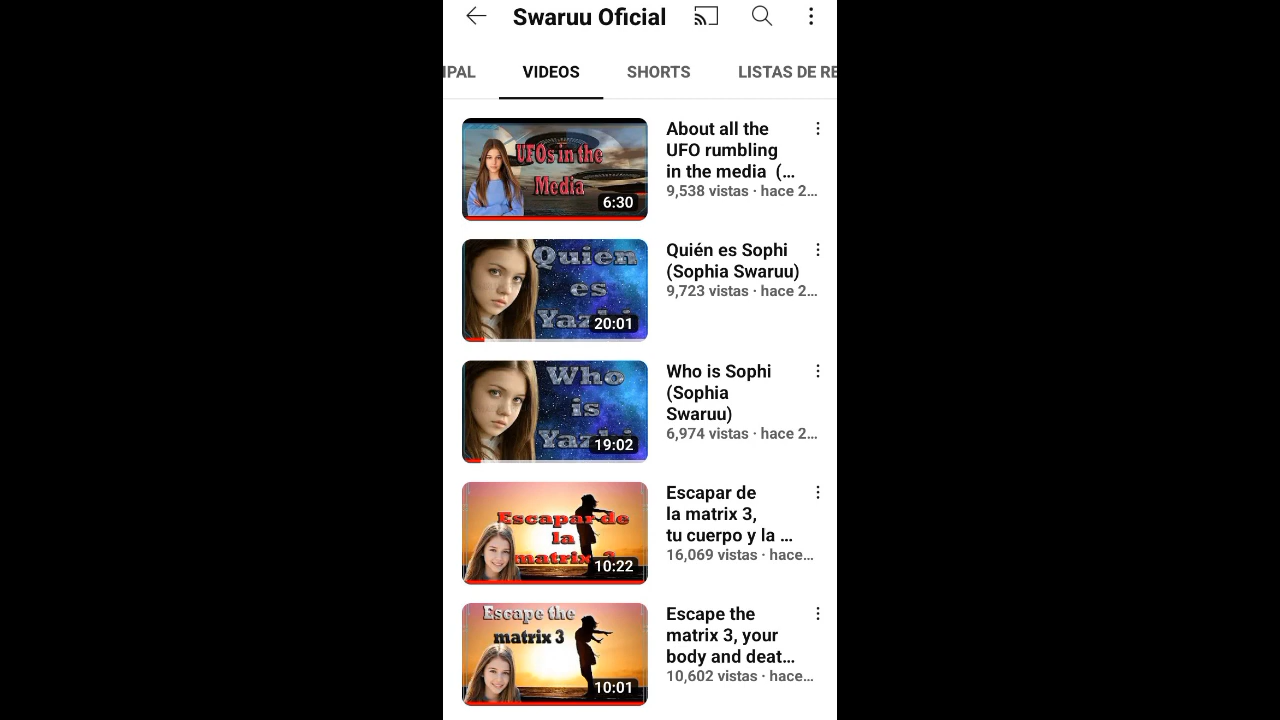 Swaruu Oficial
IPAL VIDEOS SHORTS LISTAS DE RE
UFOs in the
Media
6:30
About all the
UFO rumbling
in the media (...
9,538 vistas · hace 2...
Quien
es
20:01
Quién es Sophi
(Sophia Swaruu)
9,723 vistas · hace 2...
Who
is
19:02
Who is Sophi
(Sophia
Swaruu)
6,974 vistas · hace 2...
Escapar de
la
matrix 3
10:22
Escapar de
la matrix 3,
tu cuerpo y la ...
16,069 vistas · hace...
Escape the
matrix 3
10:01
Escape the
matrix 3, your
body and deat...
10,602 vistas · hace...